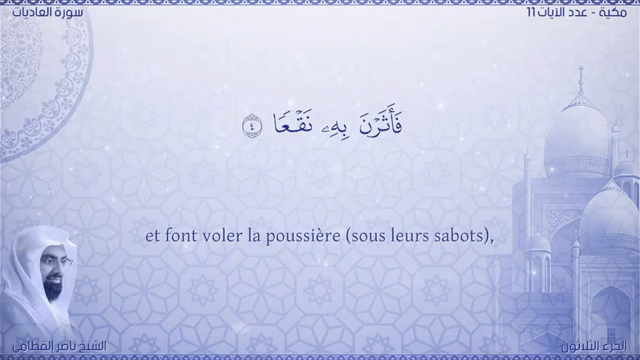 سورة العاديات
مكية - عدد الآيات 11
فَأَثَرْنَ بِهِۦ نَقْعًا ٤
et font voler la poussière (sous leurs sabots),
الشيخ ناصر القطامي
الجزء الثلاثون